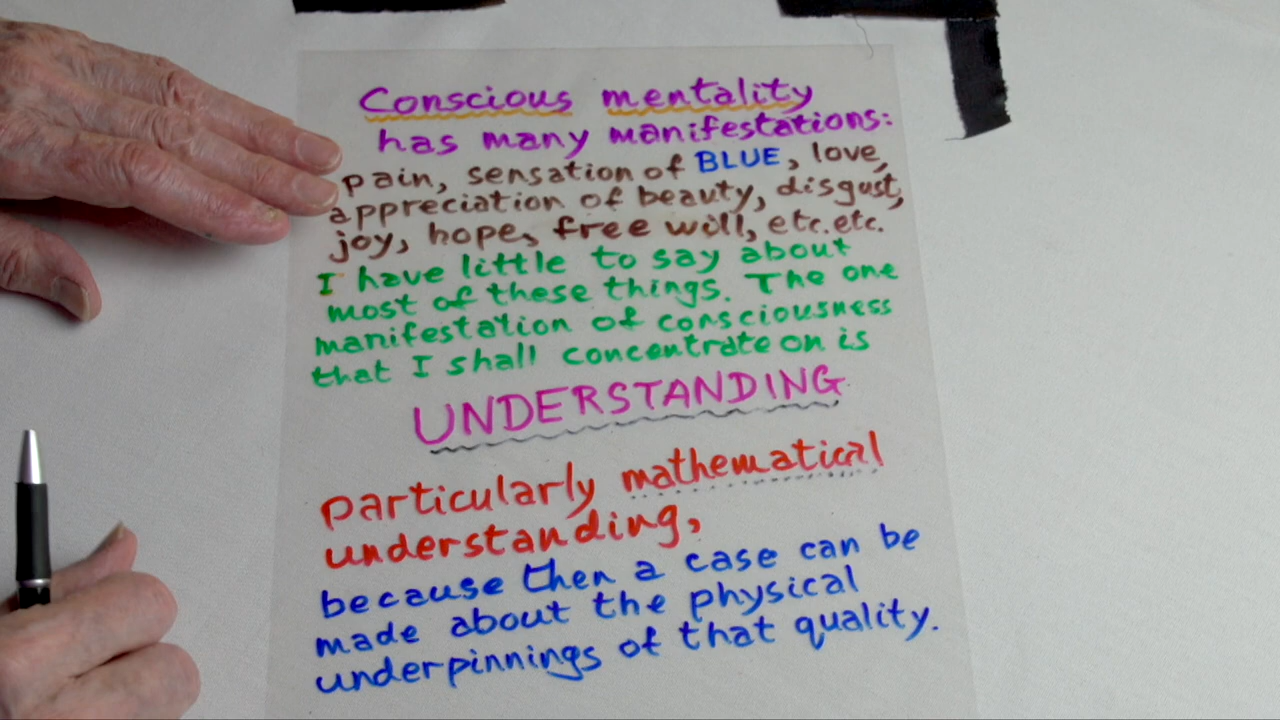 Conscious mentality
has many manifestations:
pain, sensation of BLUE, love,
appreciation of beauty, disgust,
joy, hope, free will, etc.etc.
I have little to say about
most of these things. The one
manifestation of consciousness
that I shall concentrate on is
UNDERSTANDING
particularly mathematical
understanding,
because then a case can be
made about the physical
underpinnings of that quality.